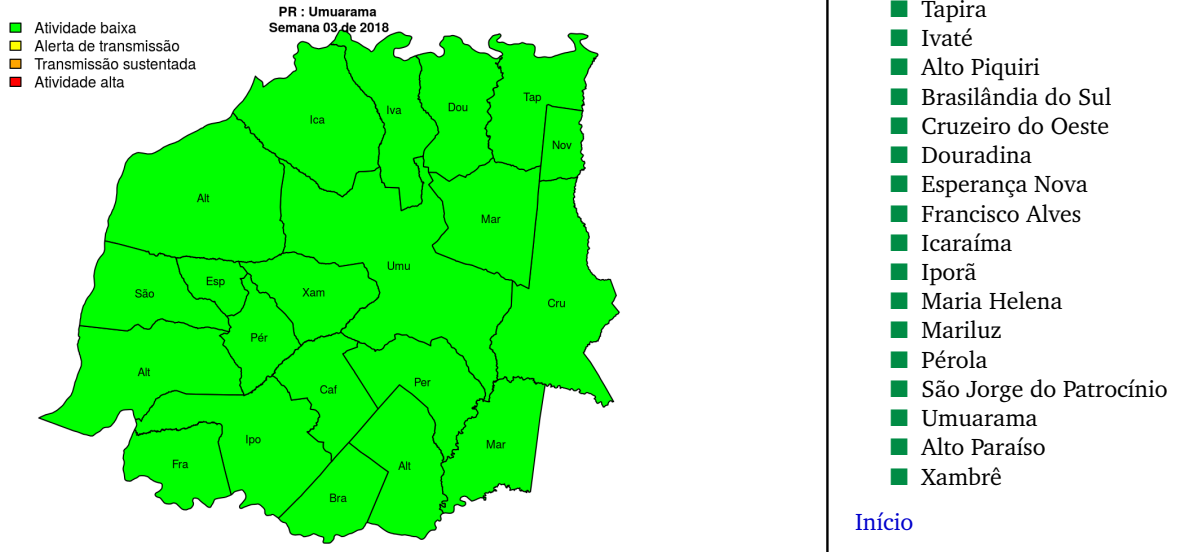 PR : Umuarama
Semana 03 de 2018
Atividade baixa
Alerta de transmissão
Transmissão sustentada
Atividade alta
Ica
Iva
Dou
Tap
Nov
Alt
Mar
Umu
Esp
São
Xam
Cru
Pér
Alt
Caf
Per
Ipo
Mar
Fra
Alt
Bra
Tapira
Ivaté
Alto Piquiri
Brasilândia do Sul
Cruzeiro do Oeste
Douradina
Esperança Nova
Francisco Alves
Icaraíma
Iporã
Maria Helena
Mariluz
Pérola
São Jorge do Patrocínio
Umuarama
Alto Paraíso
Xambrê
Início